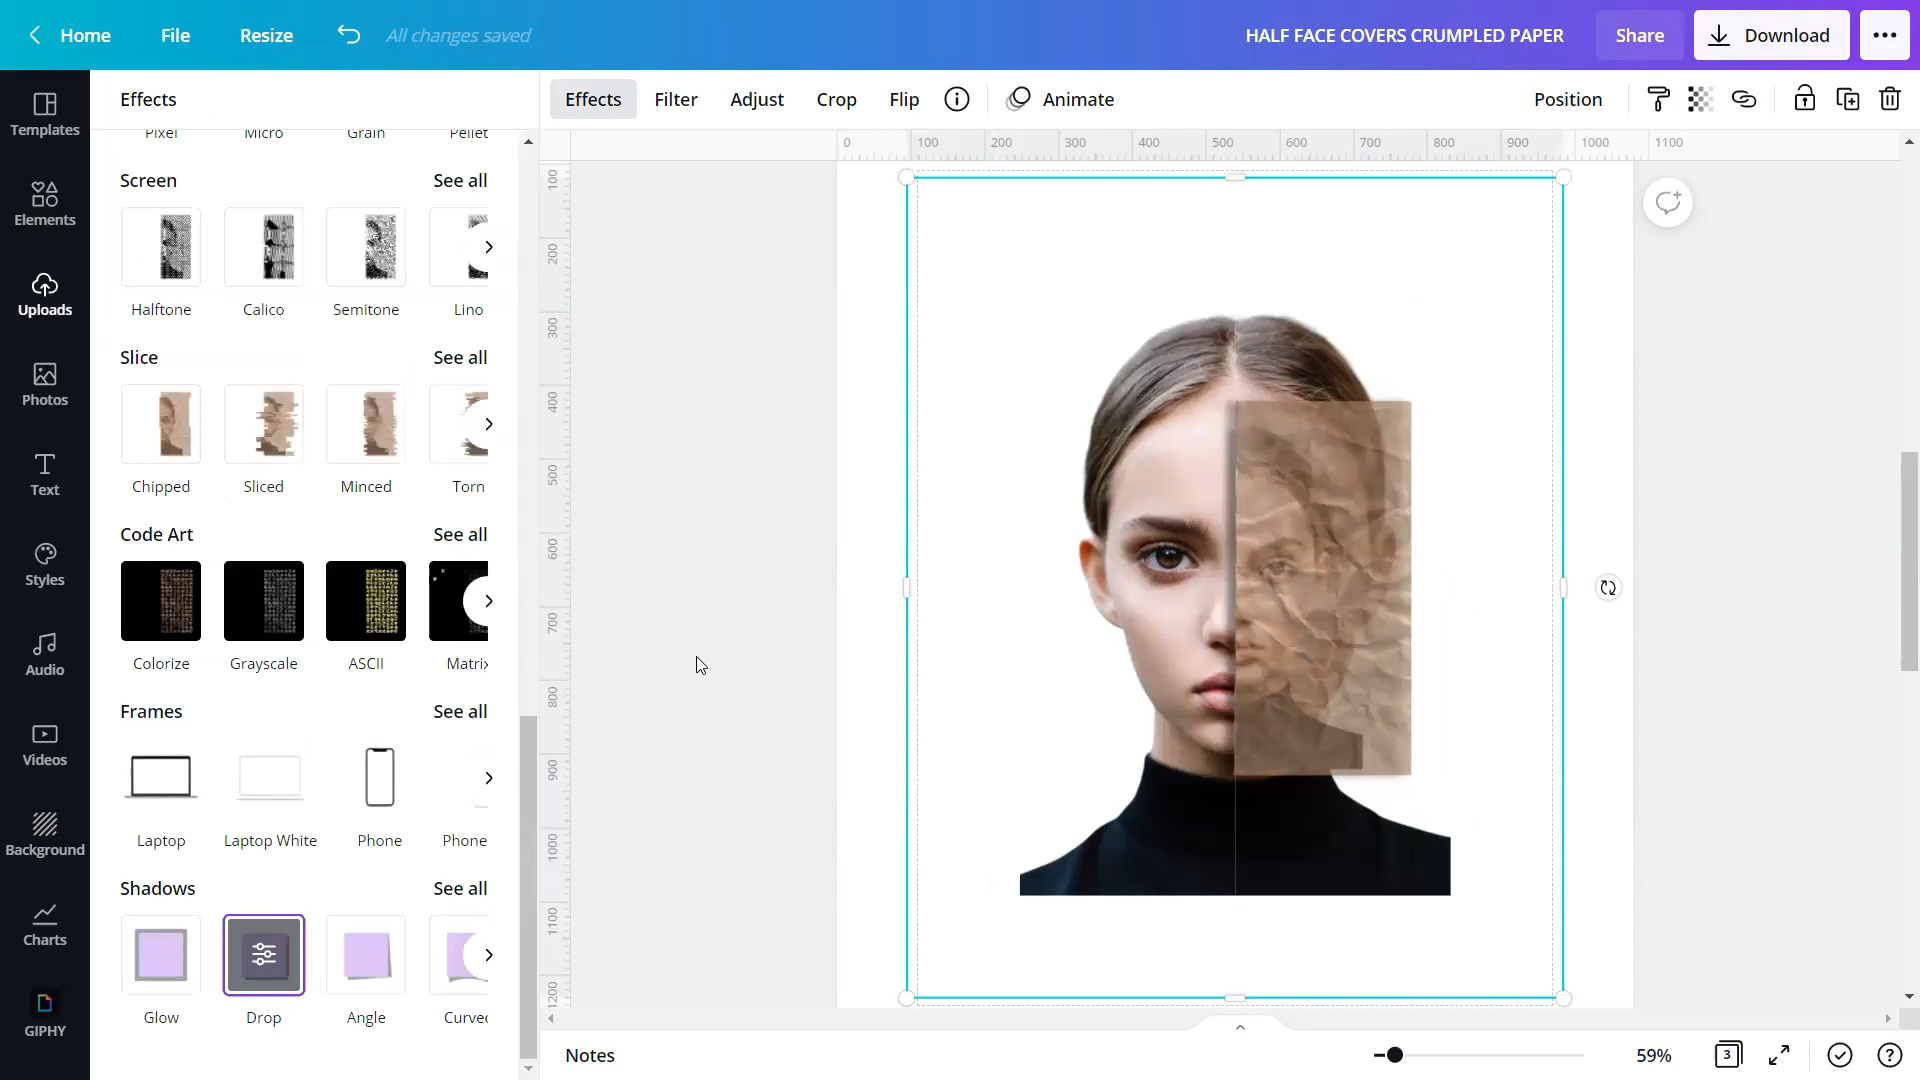 Home
File
Resize
All changes saved
HALF FACE COVERS CRUMPLED PAPER
Share
Download
Templates
Elements
Uploads
Photos
Text
Styles
Audio
Videos
Background
Charts
GIPHY
Effects
Pixel Micro Grain Pellet
Screen See all
Halftone Calico Semitone Lino
Slice See all
Chipped Sliced Minced Torn
Code Art See all
Colorize Grayscale ASCII Matrix
Frames See all
Laptop Laptop White Phone Phone
Shadows See all
Glow Drop Angle Curved
Effects Filter Adjust Crop Flip Animate Position
0 100 200 300 400 500 600 700 800 900 1000 1100
100
200
300
400
500
600
700
800
900
1000
1100
1200
Notes
59%
3